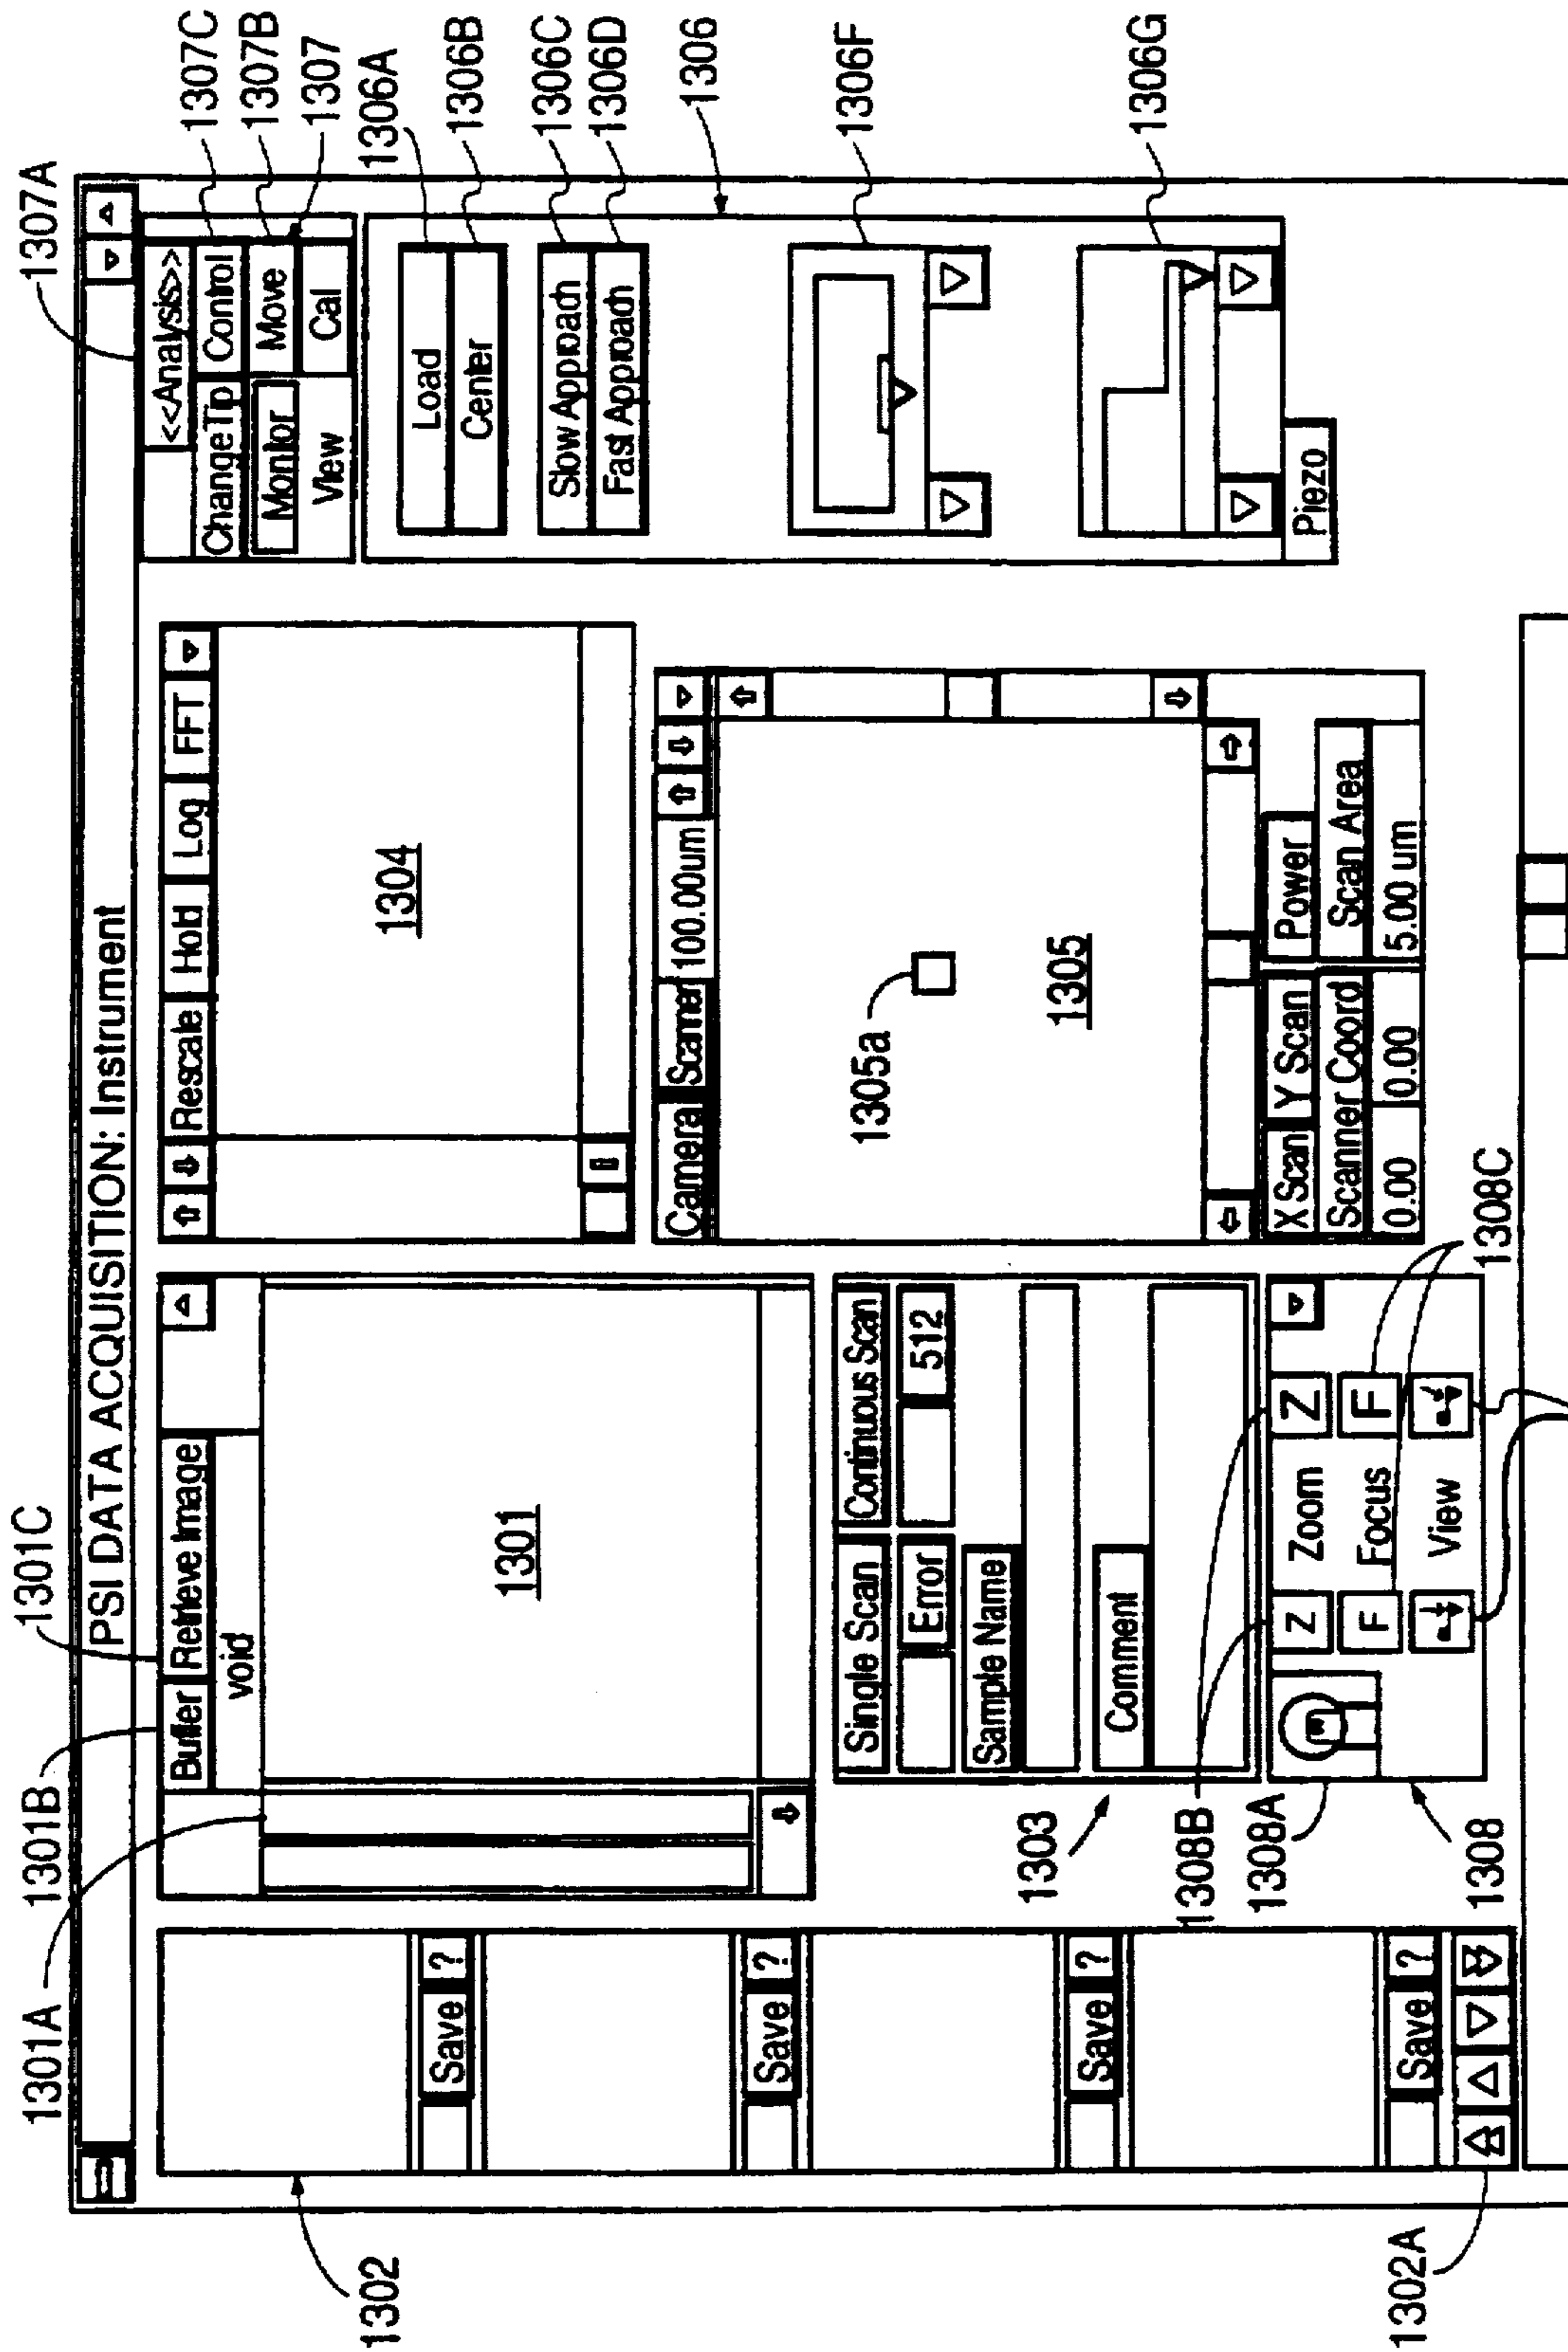 1301A
1301B
1301C
1307A
PSI DATA ACQUISITION: Instrument
1302
Save ?
Save ?
Save ?
Save ?
1302A
Buffer Retrieve Image
void
1301
Single Scan Continuous Scan
Error 512
Sample Name
Comment
1303
Z Zoom Z
F Focus F
View
1308B
1308A
1308
1308C
Rescale Hold Log FFT
1304
Camera Scanner 100.00um
1305a
1305
X Scan Y Scan Power
Scanner Coord Scan Area
0.00 0.00 5.00 um
<<Analysis>>
Change Tip Control
Monitor Move
View Cal
Load
Center
Slow Approach
Fast Approach
Piezo
1307C
1307B
1307
1306A
1306B
1306C
1306D
1306
1306F
1306G